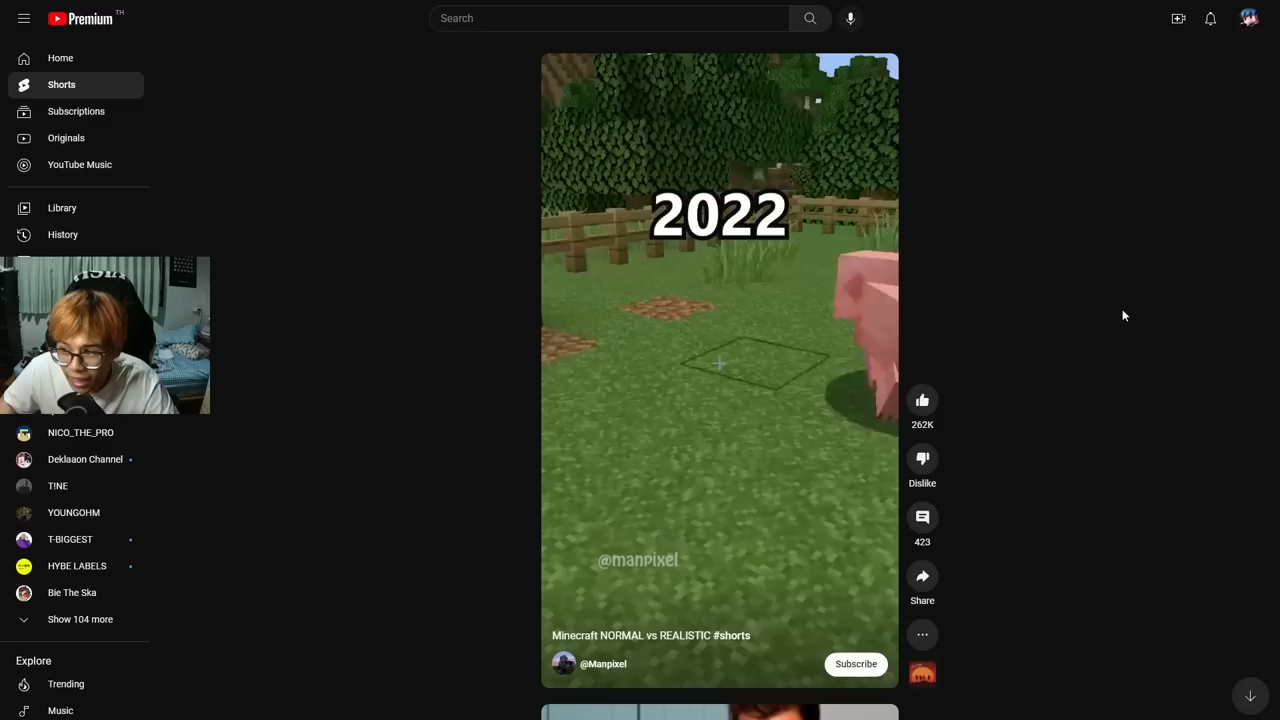 Premium TH
Search
Home
Shorts
Subscriptions
Originals
YouTube Music
Library
History
NICO_THE_PRO
Deklaaon Channel
T!NE
YOUNGOHM
T-BIGGEST
HYBE LABELS
Bie The Ska
Show 104 more
Explore
Trending
Music
2022
@manpixel
Minecraft NORMAL vs REALISTIC #shorts
@Manpixel
Subscribe
262K
Dislike
423
Share